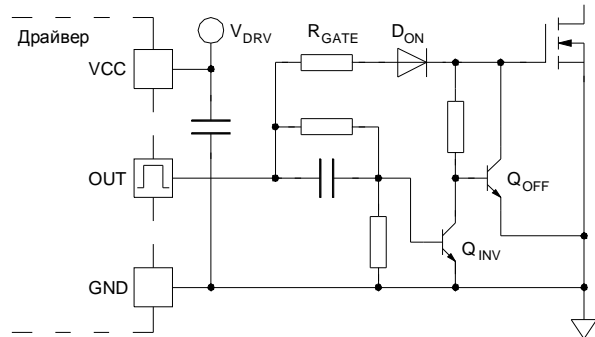 Драйвер
VCC
V_DRV
R_GATE
D_ON
OUT
Q_OFF
Q_INV
GND